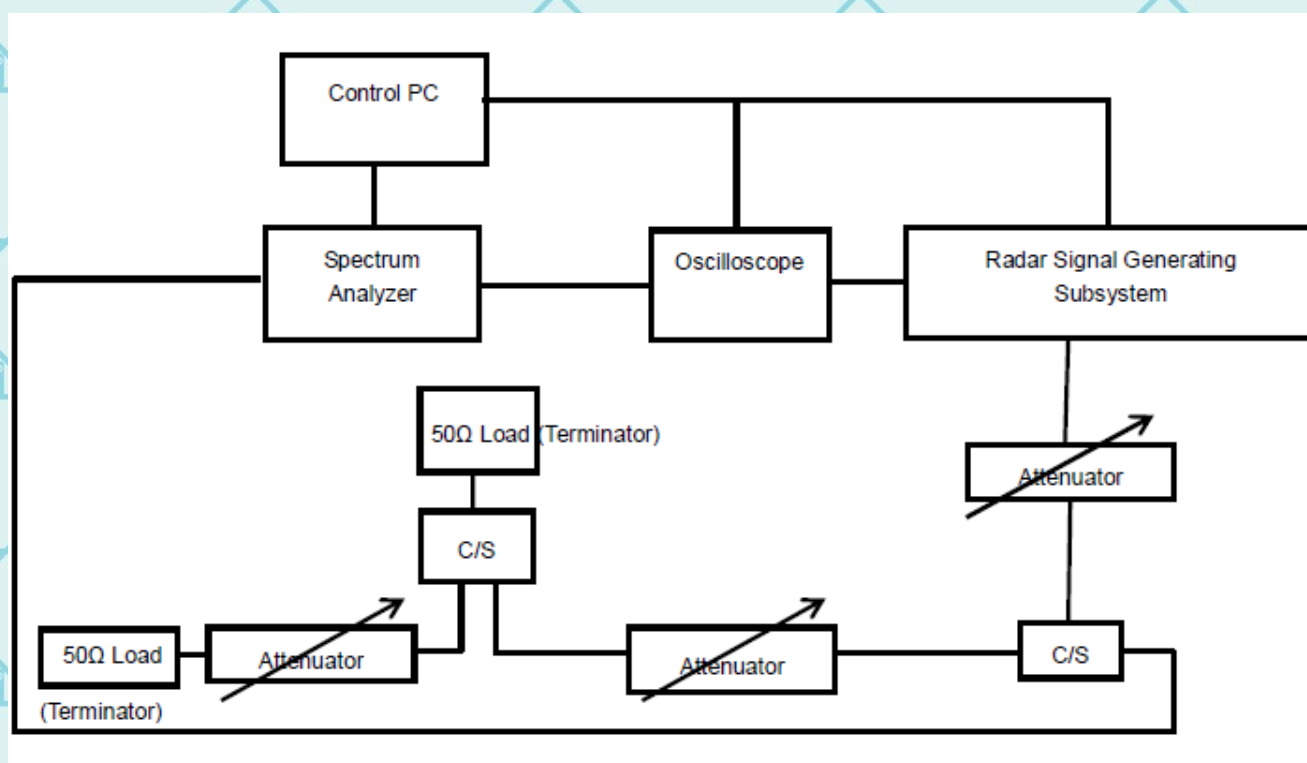 Control PC
Spectrum
Analyzer
Oscilloscope
Radar Signal Generating
Subsystem
50Ω Load (Terminator)
Attenuator
C/S
50Ω Load
(Terminator)
Attenuator
Attenuator
C/S